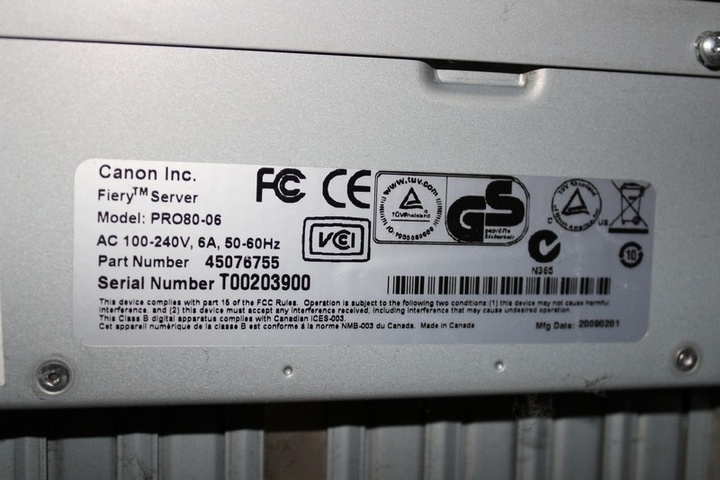 Canon Inc.
Fiery™ Server
Model: PRO80-06
AC 100-240V, 6A, 50-60Hz
Part Number 45076755
Serial Number T00203900
FC CE
VCCI
www.tuv.com
TÜVRheinland
GS
geprüfte
Sicherheit
C US
N365
10
This device complies with part 15 of the FCC Rules. Operation is subject to the following two conditions: (1) this device may not cause harmful
interference, and (2) this device must accept any interference received, including interference that may cause undesired operation.
This Class B digital apparatus complies with Canadian ICES-003.
Cet appareil numérique de la classe B est conforme à la norme NMB-003 du Canada. Made in Canada
Mfg Date: 20090201